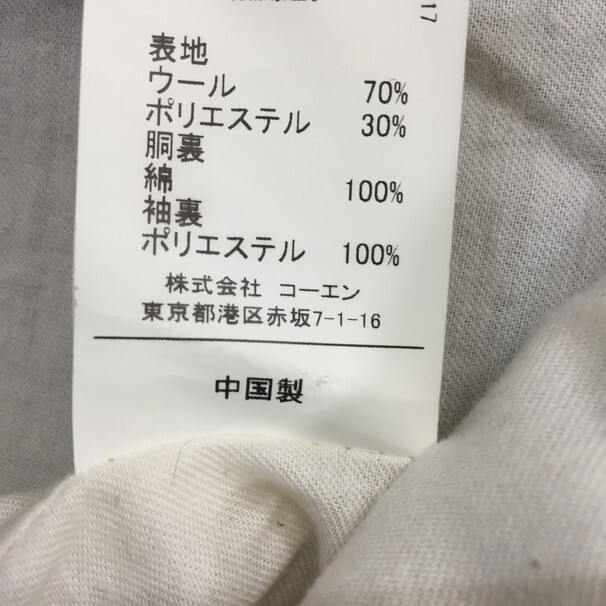 表地
ウール 70%
ポリエステル 30%
胴裏
綿 100%
袖裏
ポリエステル 100%
株式会社 コーエン
東京都港区赤坂7-1-16
中国製
17